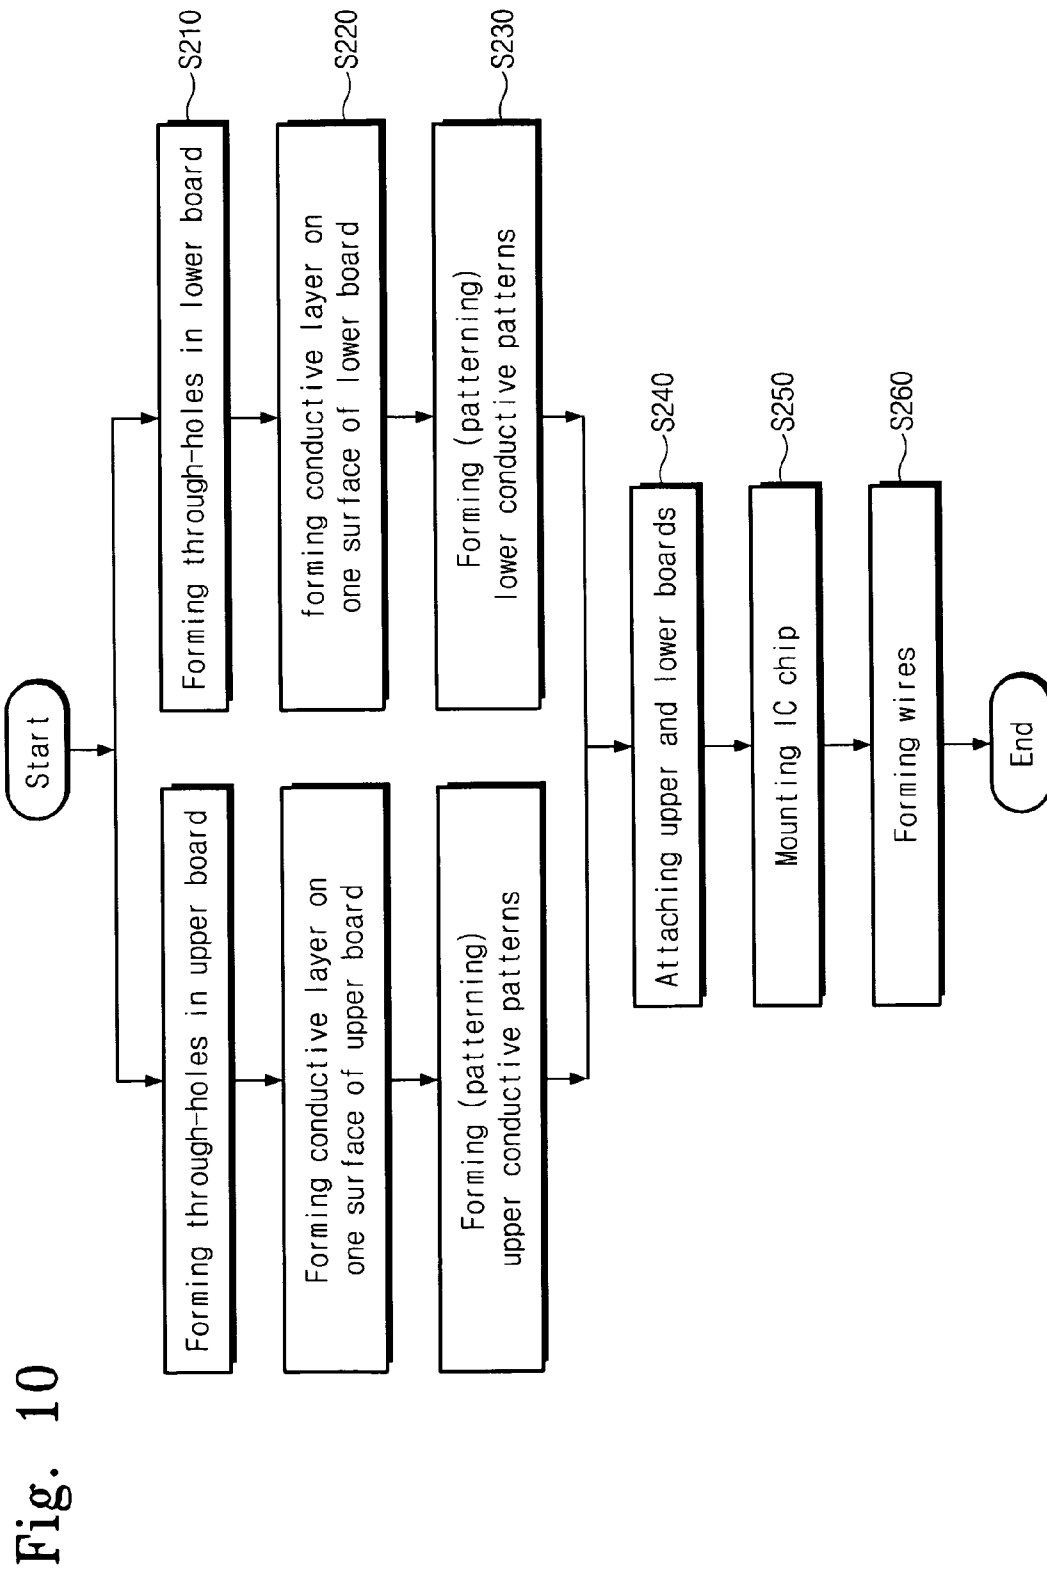 Fig. 10
Start
Forming through-holes in upper board
Forming through-holes in lower board
S210
Forming conductive layer on
one surface of upper board
forming conductive layer on
one surface of lower board
S220
Forming (patterning)
upper conductive patterns
Forming (patterning)
lower conductive patterns
S230
Attaching upper and lower boards
S240
Mounting IC chip
S250
Forming wires
S260
End